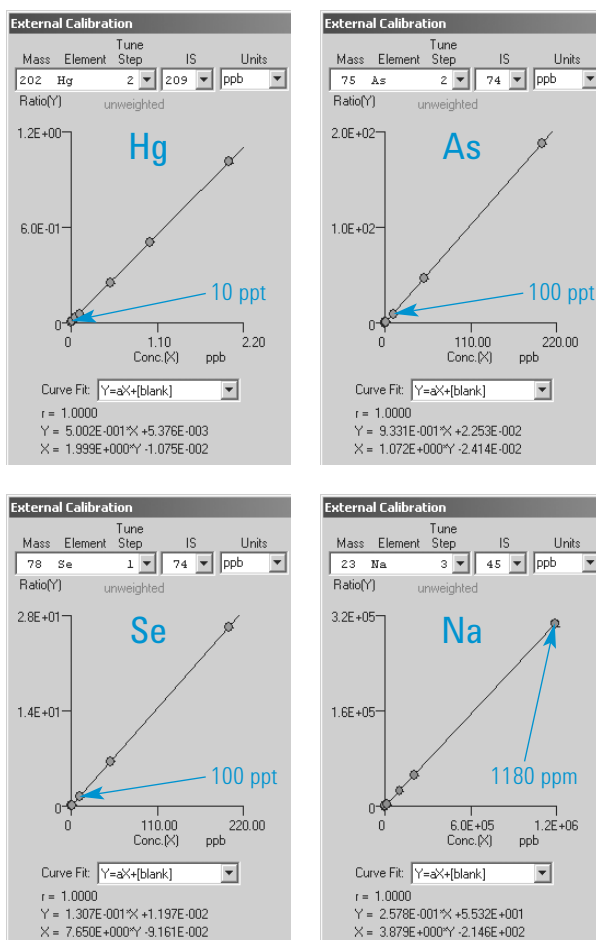 External Calibration
Tune
Mass Element Step IS Units
202 Hg 2 209 ppb
Ratio(Y) unweighted
1.2E+00
Hg
6.0E-01
10 ppt
0
0 1.10 2.20
Conc.(X) ppb
Curve Fit: Y=aX+[blank]
r = 1.0000
Y = 5.002E-001*X +5.376E-003
X = 1.999E+000*Y -1.075E-002
External Calibration
Tune
Mass Element Step IS Units
75 As 2 74 ppb
Ratio(Y) unweighted
2.0E+02
As
1.0E+02
100 ppt
0
0 110.00 220.00
Conc.(X) ppb
Curve Fit: Y=aX+[blank]
r = 1.0000
Y = 9.331E-001*X +2.253E-002
X = 1.072E+000*Y -2.414E-002
External Calibration
Tune
Mass Element Step IS Units
78 Se 1 74 ppb
Ratio(Y) unweighted
2.8E+01
Se
1.4E+01
100 ppt
0
0 110.00 220.00
Conc.(X) ppb
Curve Fit: Y=aX+[blank]
r = 1.0000
Y = 1.307E-001*X +1.197E-002
X = 7.650E+000*Y -9.161E-002
External Calibration
Tune
Mass Element Step IS Units
23 Na 3 45 ppb
Ratio(Y) unweighted
3.2E+05
Na
1.6E+05
1180 ppm
0
0 6.0E+05 1.2E+06
Conc.(X) ppb
Curve Fit: Y=aX+[blank]
r = 1.0000
Y = 2.578E-001*X +5.532E+001
X = 3.879E+000*Y -2.146E+002